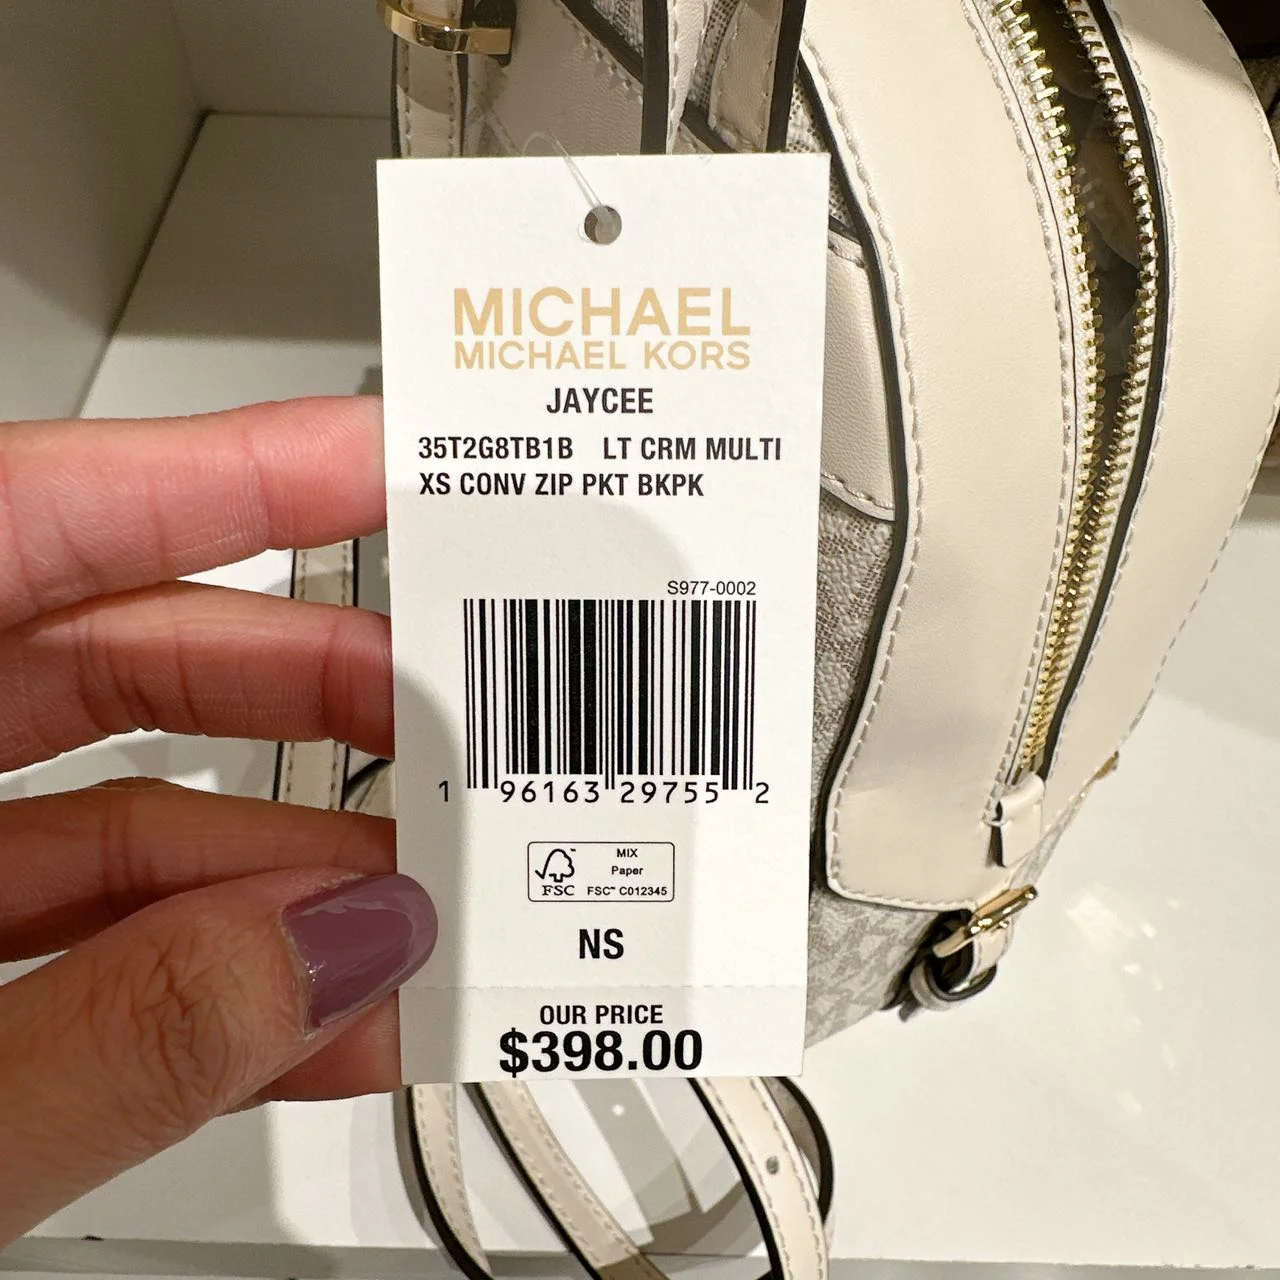 MICHAEL
MICHAEL KORS
JAYCEE
35T2G8TB1B LT CRM MULTI
XS CONV ZIP PKT BKPK
S977-0002
1 96163 29755 2
FSC
MIX
Paper
FSC™ C012345
NS
OUR PRICE
$398.00